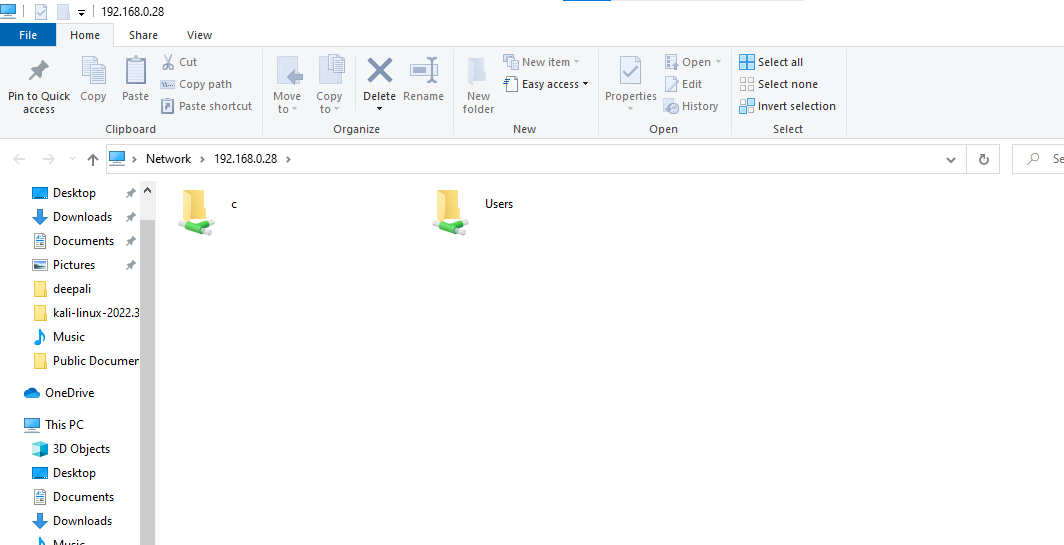 192.168.0.28
File Home Share View
Pin to Quick access
Copy
Paste
Cut
Copy path
Paste shortcut
Clipboard
Move to
Copy to
Delete
Rename
Organize
New folder
New item
Easy access
New
Properties
Open
Edit
History
Open
Select all
Select none
Invert selection
Select
Network 192.168.0.28
Se
Desktop
Downloads
Documents
Pictures
deepali
kali-linux-2022.3
Music
Public Documer
OneDrive
This PC
3D Objects
Desktop
Documents
Downloads
Music
c
Users